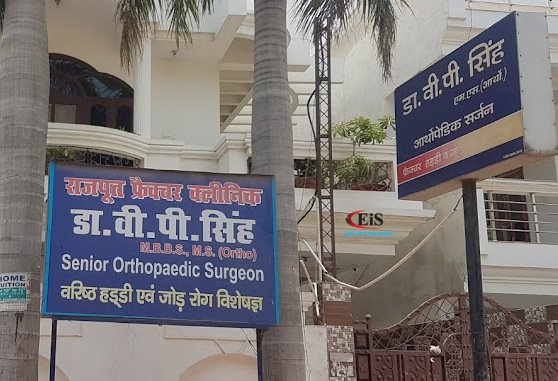 राजपूत फ्रैक्चर क्लीनिक
डा. वी. पी. सिंह
M.B.B.S., M.S. (Ortho)
Senior Orthopaedic Surgeon
वरिष्ठ हड्डी एवं जोड़ रोग विशेषज्ञ
डा. वी. पी. सिंह
एम.एस.(आर्थो.)
आर्थोपेडिक सर्जन
फ्रैक्चर हड्डी व जोड़
EiS
HOME
TUITION